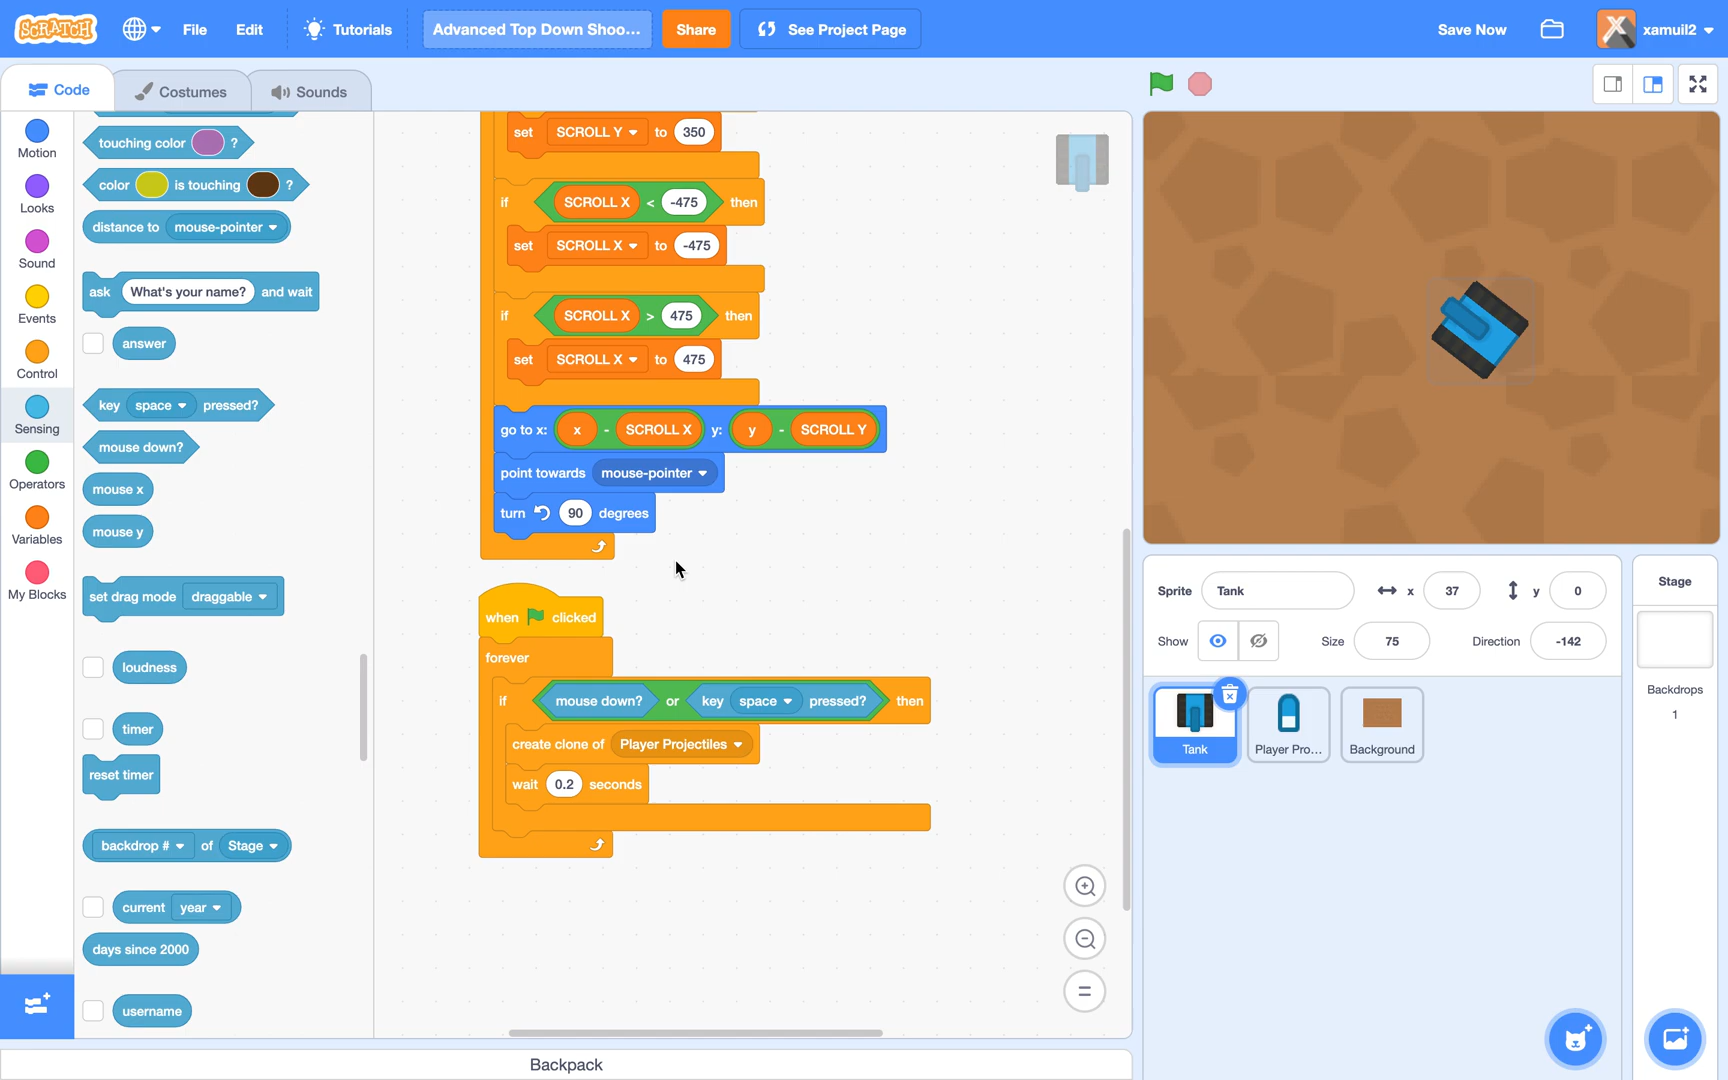 SCRATCH
File
Edit
Tutorials
Advanced Top Down Shoo...
Share
See Project Page
Save Now
xamuil2
Code
Costumes
Sounds
Motion
Looks
Sound
Events
Control
Sensing
Operators
Variables
My Blocks
touching color ?
color is touching ?
distance to mouse-pointer
ask What's your name? and wait
answer
key space pressed?
mouse down?
mouse x
mouse y
set drag mode draggable
loudness
timer
reset timer
backdrop # of Stage
current year
days since 2000
username
set SCROLL Y to 350
if SCROLL X < -475 then
set SCROLL X to -475
if SCROLL X > 475 then
set SCROLL X to 475
go to x: x - SCROLL X y: y - SCROLL Y
point towards mouse-pointer
turn 90 degrees
when clicked
forever
if mouse down? or key space pressed? then
create clone of Player Projectiles
wait 0.2 seconds
Backpack
Sprite Tank x 37 y 0
Show Size 75 Direction -142
Tank
Player Pro...
Background
Stage
Backdrops
1